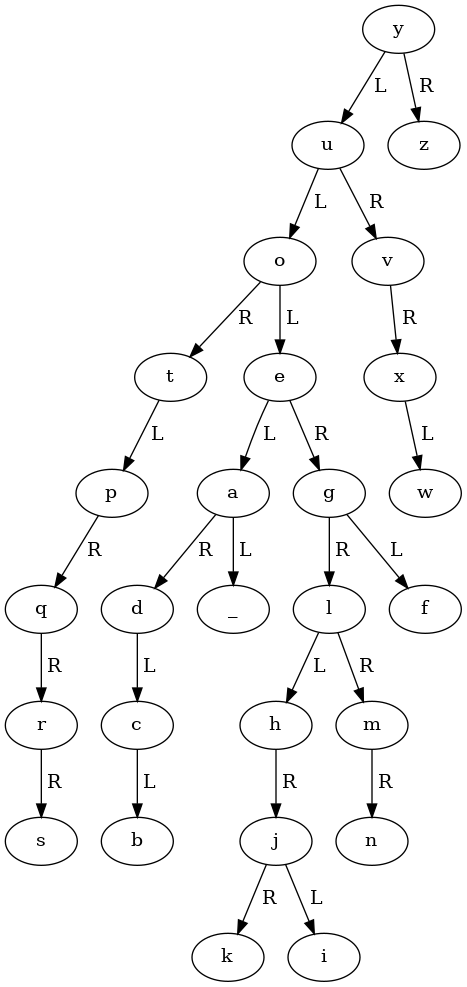 y
L R
u z
L R
o v
R L R
t e x
L L R L
p a g w
R R L R L
q d _ l f
R L L R
r c h m
R L R R
s b j n
R L
k i